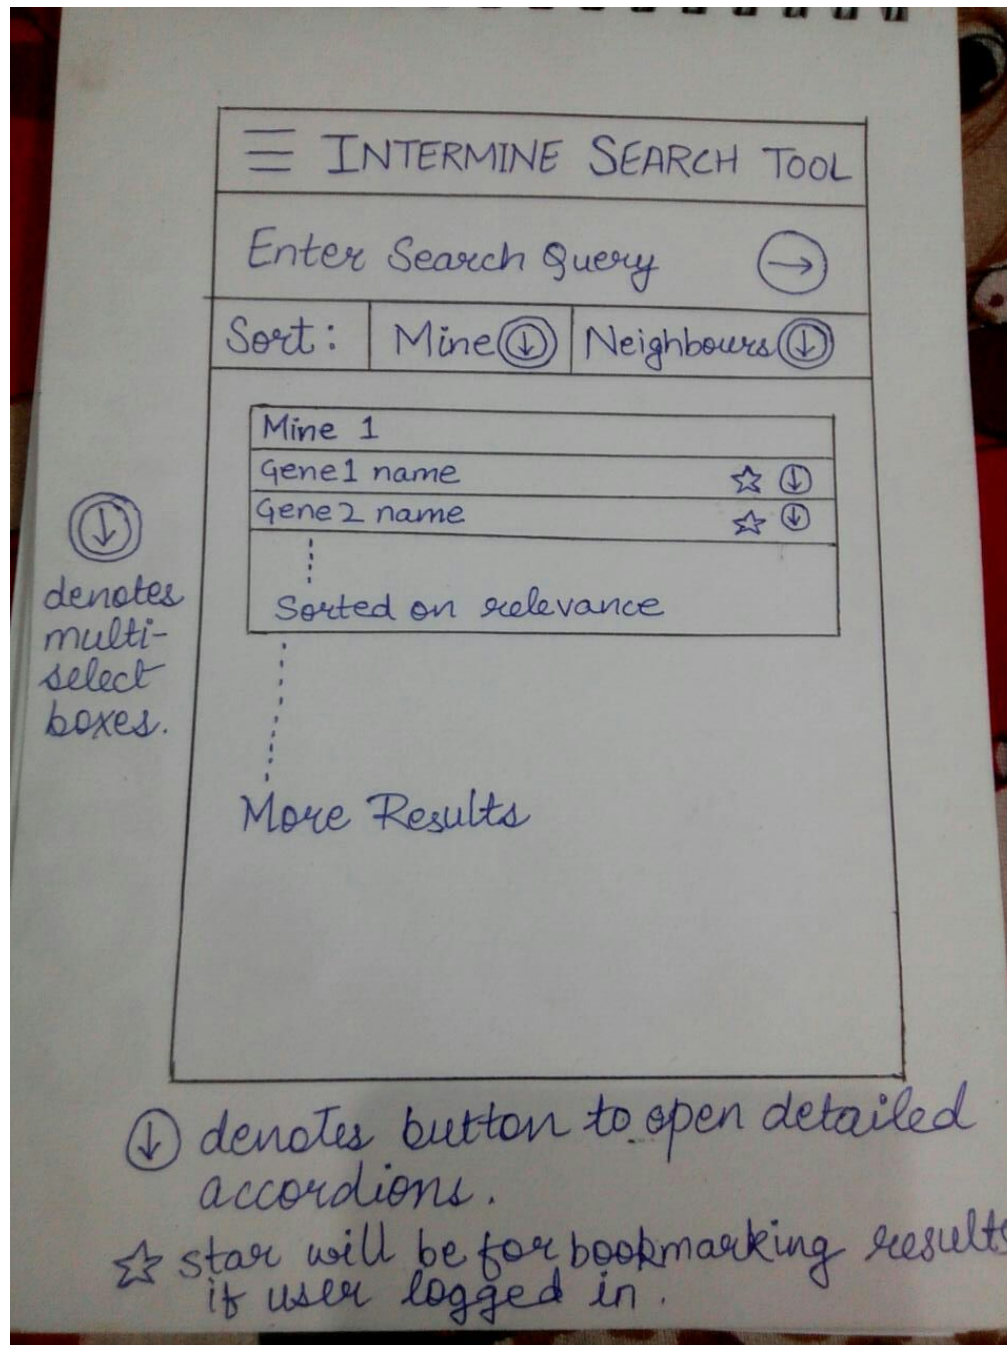 INTERMINE SEARCH TOOL
Enter Search Query
Sort: Mine Neighbours
Mine 1
Gene1 name
Gene2 name
Sorted on relevance
More Results
denotes
multi-
select
boxes.
denotes button to open detailed
accordions.
star will be for bookmarking results
if user logged in.